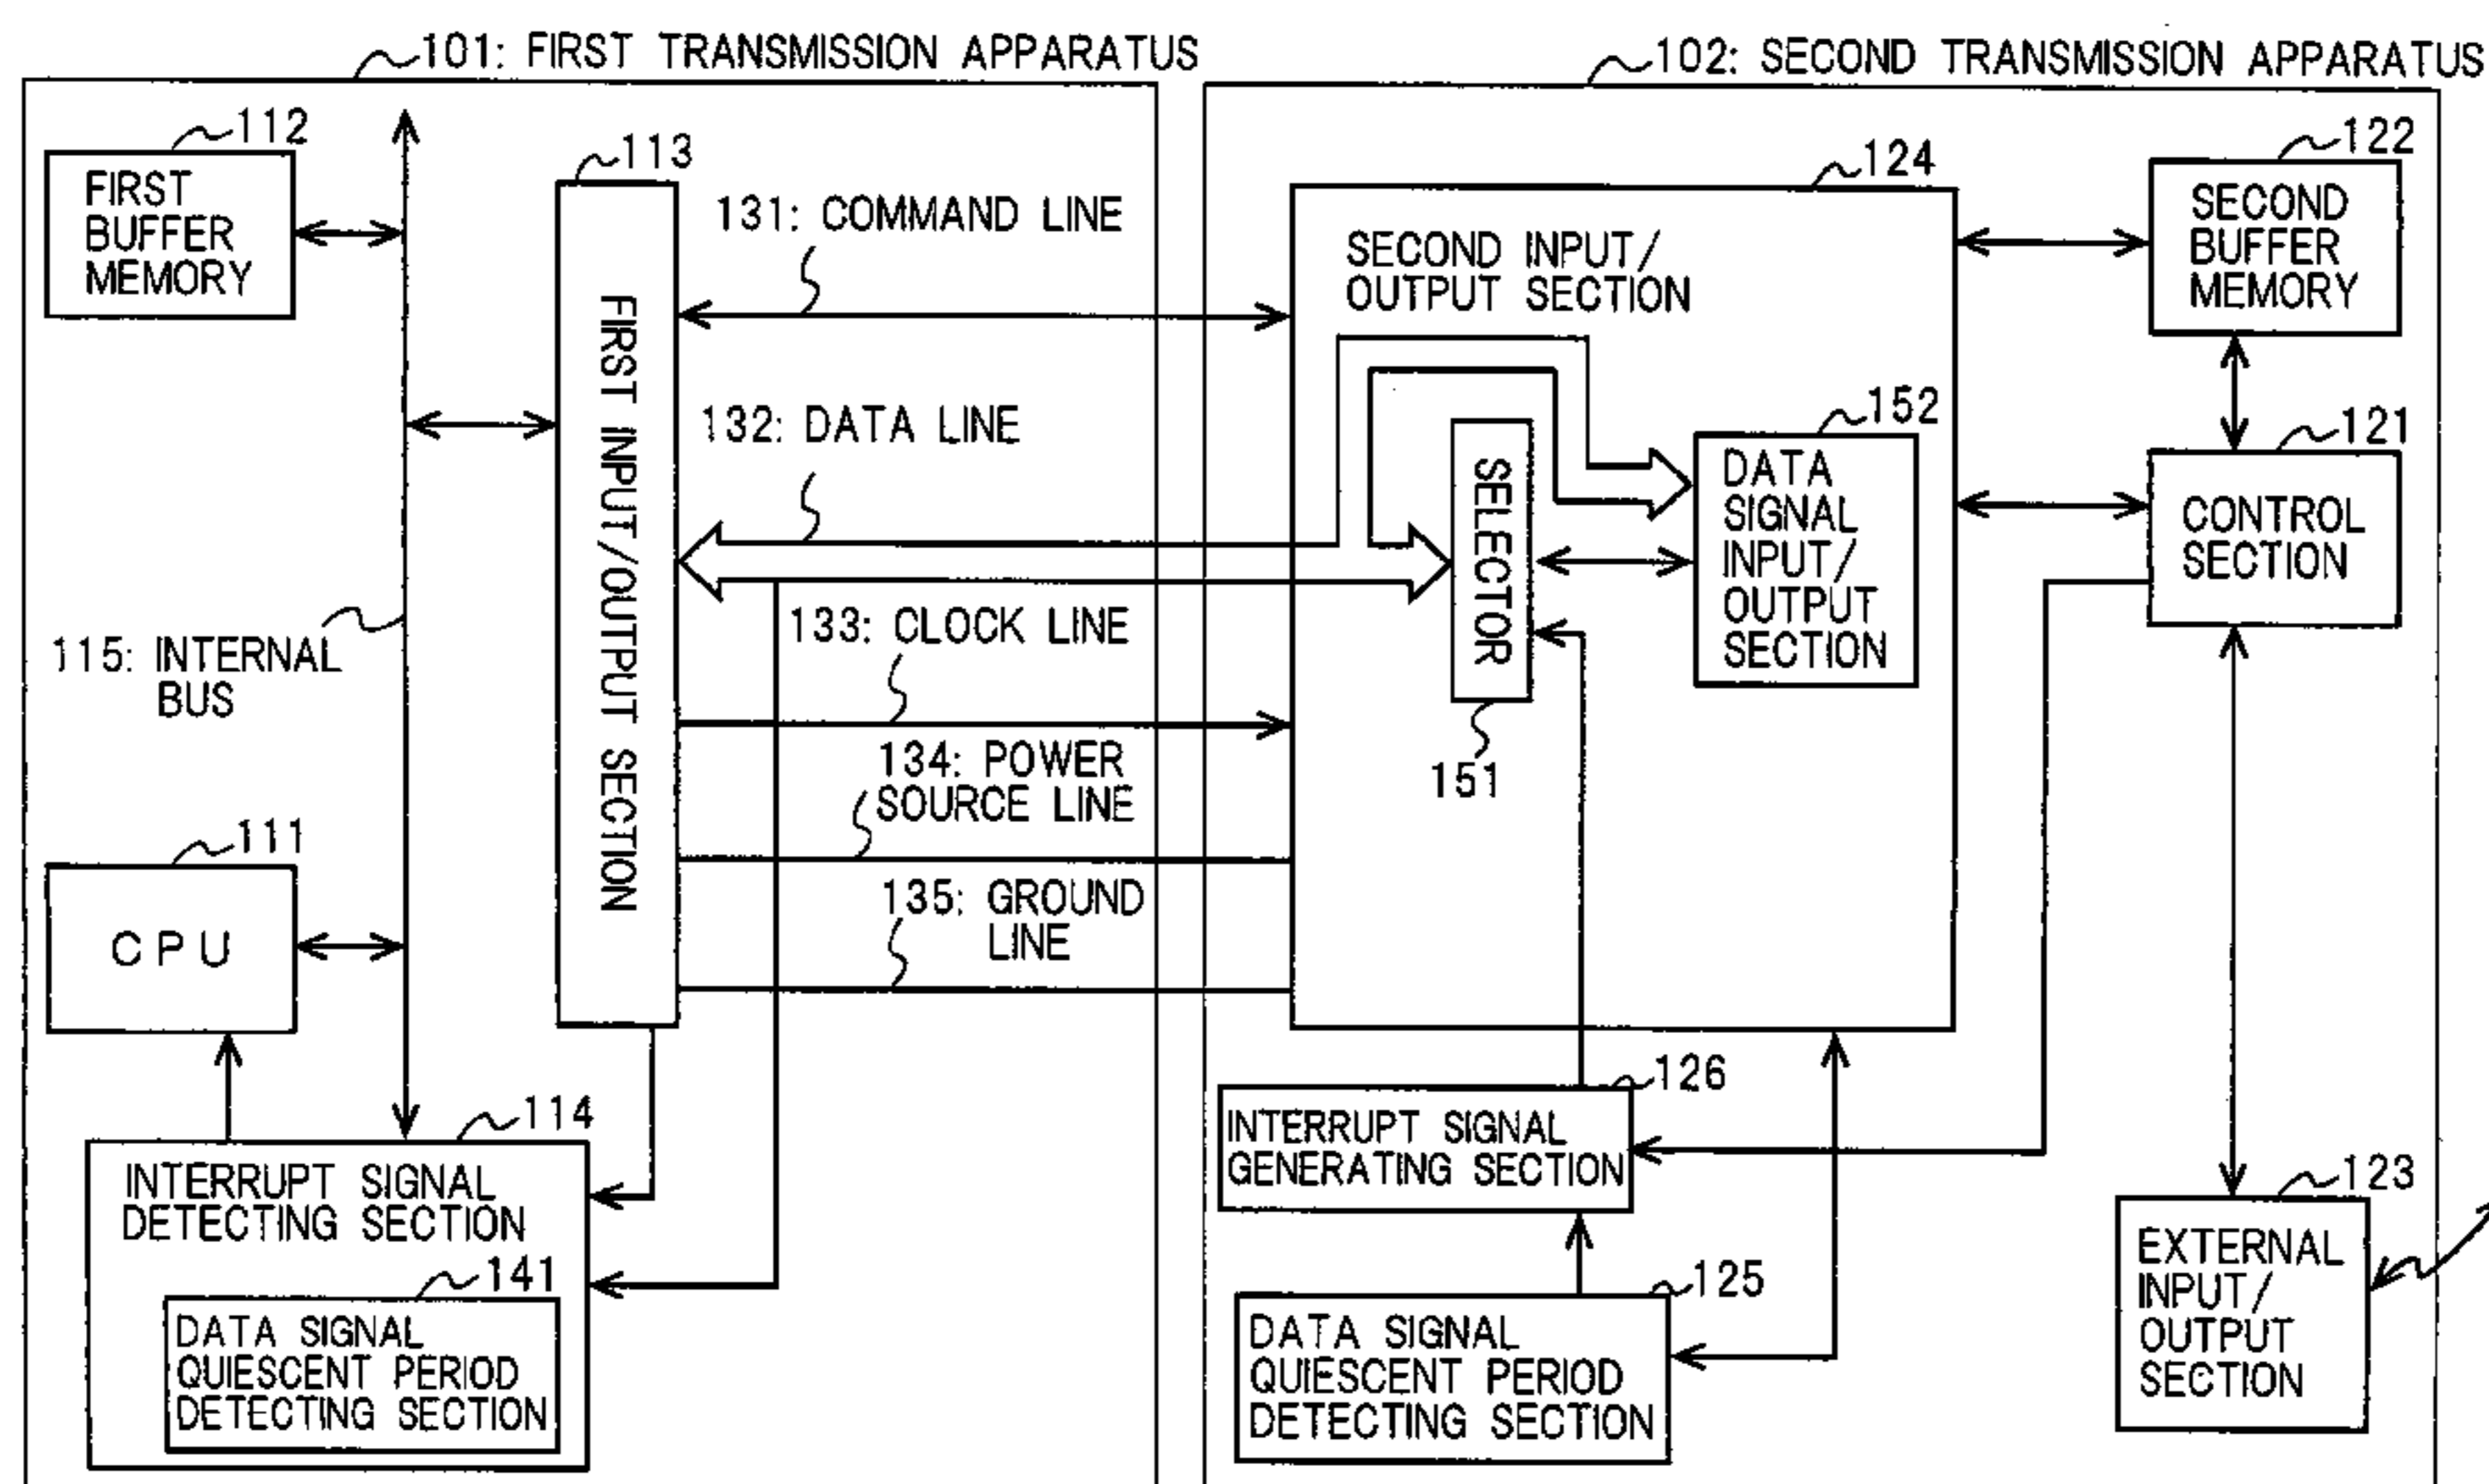 101: FIRST TRANSMISSION APPARATUS
102: SECOND TRANSMISSION APPARATUS
112
FIRST
BUFFER
MEMORY
113
FIRST INPUT/OUTPUT SECTION
131: COMMAND LINE
132: DATA LINE
133: CLOCK LINE
134: POWER
SOURCE LINE
135: GROUND
LINE
115: INTERNAL
BUS
111
CPU
114
INTERRUPT SIGNAL
DETECTING SECTION
141
DATA SIGNAL
QUIESCENT PERIOD
DETECTING SECTION
124
SECOND INPUT/
OUTPUT SECTION
SELECTOR
151
152
DATA
SIGNAL
INPUT/
OUTPUT
SECTION
122
SECOND
BUFFER
MEMORY
121
CONTROL
SECTION
126
INTERRUPT SIGNAL
GENERATING SECTION
125
DATA SIGNAL
QUIESCENT PERIOD
DETECTING SECTION
123
EXTERNAL
INPUT/
OUTPUT
SECTION